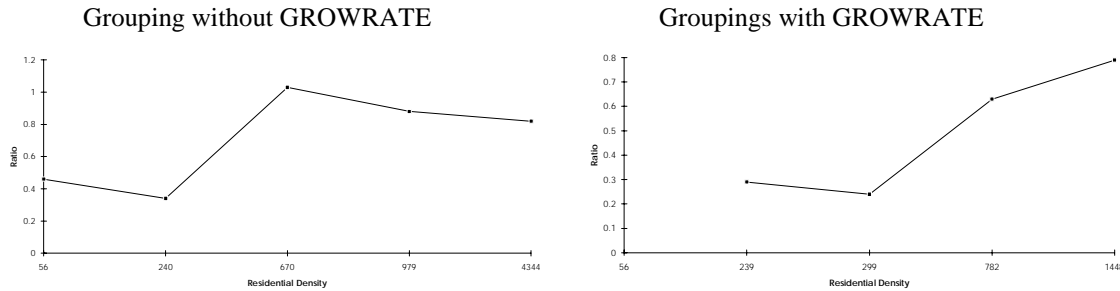 Grouping without GROWRATE
Groupings with GROWRATE
1.2
1
0.8
0.6
0.4
0.2
0
Ratio
56 240 670 979 4344
Residential Density
0.8
0.7
0.6
0.5
0.4
0.3
0.2
0.1
0
Ratio
56 239 299 782
Residential Density